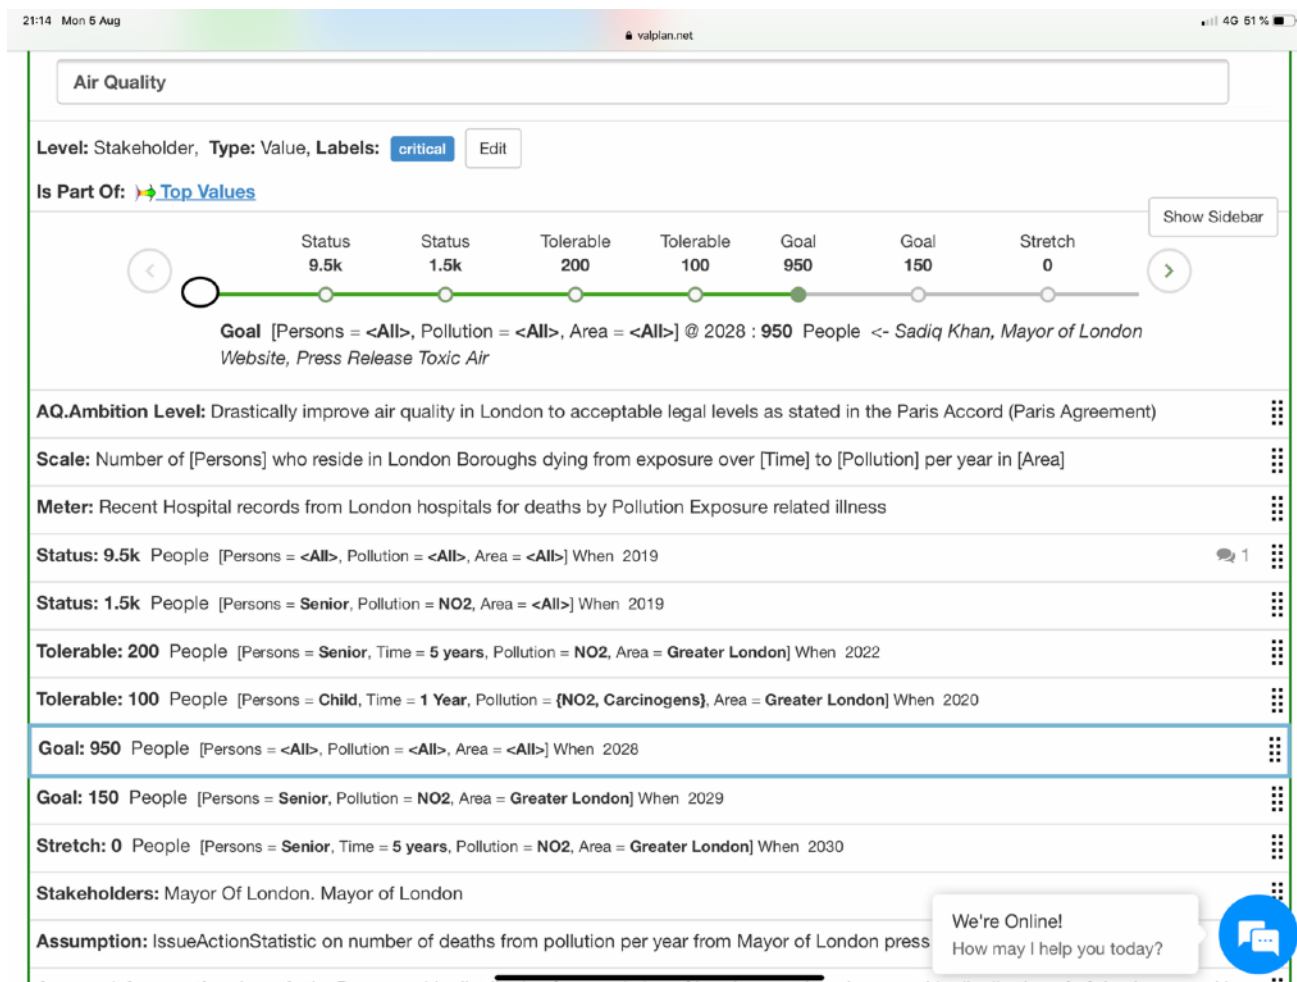 21:14 Mon 5 Aug
4G 51 %
valplan.net
Air Quality
Level: Stakeholder, Type: Value, Labels: critical Edit
Is Part Of: Top Values
Show Sidebar
Status Status Tolerable Tolerable Goal Goal Stretch
9.5k 1.5k 200 100 950 150 0
Goal [Persons = <All>, Pollution = <All>, Area = <All>] @ 2028 : 950 People <- Sadiq Khan, Mayor of London
Website, Press Release Toxic Air
AQ.Ambition Level: Drastically improve air quality in London to acceptable legal levels as stated in the Paris Accord (Paris Agreement)
Scale: Number of [Persons] who reside in London Boroughs dying from exposure over [Time] to [Pollution] per year in [Area]
Meter: Recent Hospital records from London hospitals for deaths by Pollution Exposure related illness
Status: 9.5k People [Persons = <All>, Pollution = <All>, Area = <All>] When 2019 1
Status: 1.5k People [Persons = Senior, Pollution = NO2, Area = <All>] When 2019
Tolerable: 200 People [Persons = Senior, Time = 5 years, Pollution = NO2, Area = Greater London] When 2022
Tolerable: 100 People [Persons = Child, Time = 1 Year, Pollution = {NO2, Carcinogens}, Area = Greater London] When 2020
Goal: 950 People [Persons = <All>, Pollution = <All>, Area = <All>] When 2028
Goal: 150 People [Persons = Senior, Pollution = NO2, Area = Greater London] When 2029
Stretch: 0 People [Persons = Senior, Time = 5 years, Pollution = NO2, Area = Greater London] When 2030
Stakeholders: Mayor Of London. Mayor of London
Assumption: IssueActionStatistic on number of deaths from pollution per year from Mayor of London press
We're Online!
How may I help you today?